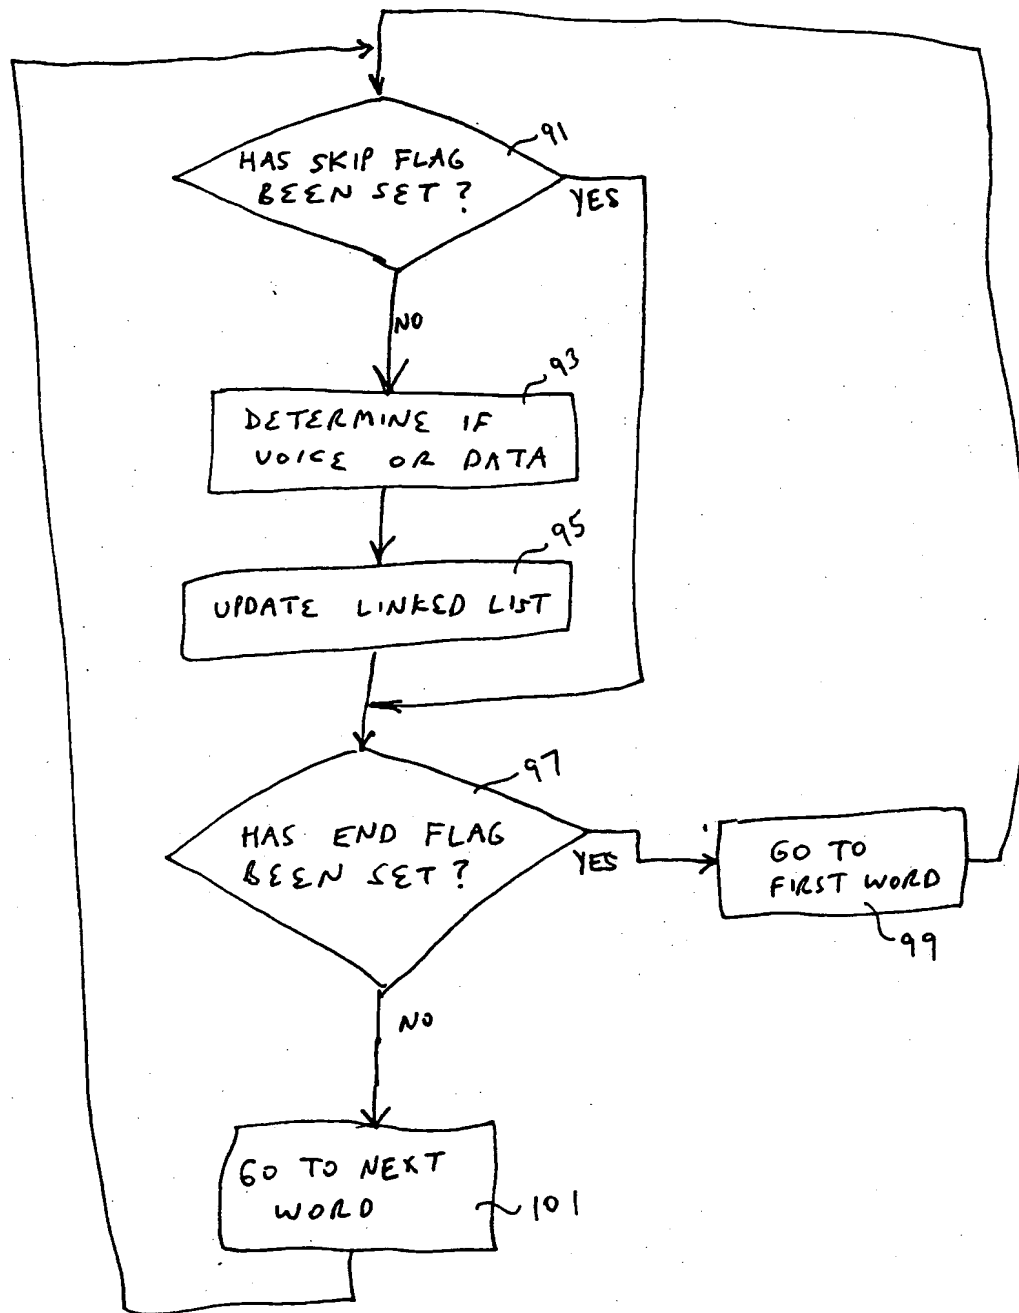 91
HAS SKIP FLAG
BEEN SET?
YES
NO
93
DETERMINE IF
VOICE OR DATA
95
UPDATE LINKED LIST
97
HAS END FLAG
BEEN SET?
YES
GO TO
FIRST WORD
99
NO
GO TO NEXT
WORD
101